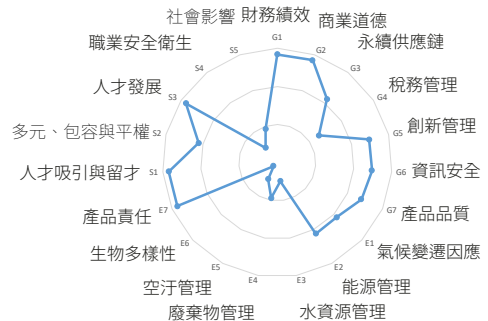 社會影響 財務績效 商業道德
職業安全衛生 S5 G1 G2 永續供應鏈
S4 G3
人才發展 S3 G4 稅務管理
多元、包容與平權 S2 G5 創新管理
人才吸引與留才 S1 G6 資訊安全
產品責任 E7 G7 產品品質
生物多樣性 E6 E1 氣候變遷因應
空汙管理 E5 E2 能源管理
廢棄物管理 E4 E3 水資源管理